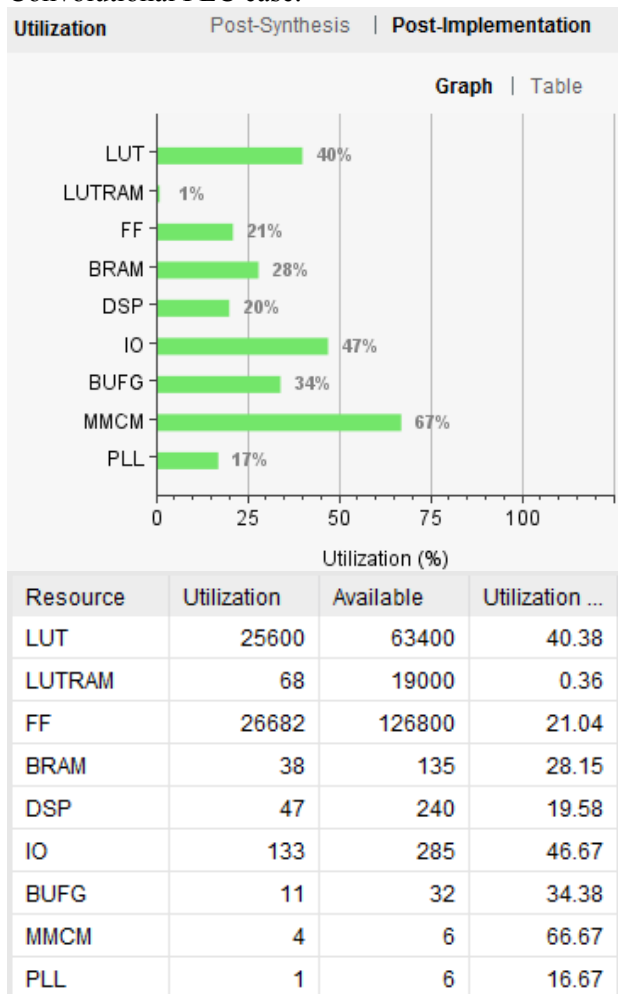 Convolutional FEC case.
Utilization Post-Synthesis | Post-Implementation
Graph | Table
LUT 40%
LUTRAM 1%
FF 21%
BRAM 28%
DSP 20%
IO 47%
BUFG 34%
MMCM 67%
PLL 17%
0 25 50 75 100
Utilization (%)
Resource Utilization Available Utilization ...
LUT 25600 63400 40.38
LUTRAM 68 19000 0.36
FF 26682 126800 21.04
BRAM 38 135 28.15
DSP 47 240 19.58
IO 133 285 46.67
BUFG 11 32 34.38
MMCM 4 6 66.67
PLL 1 6 16.67